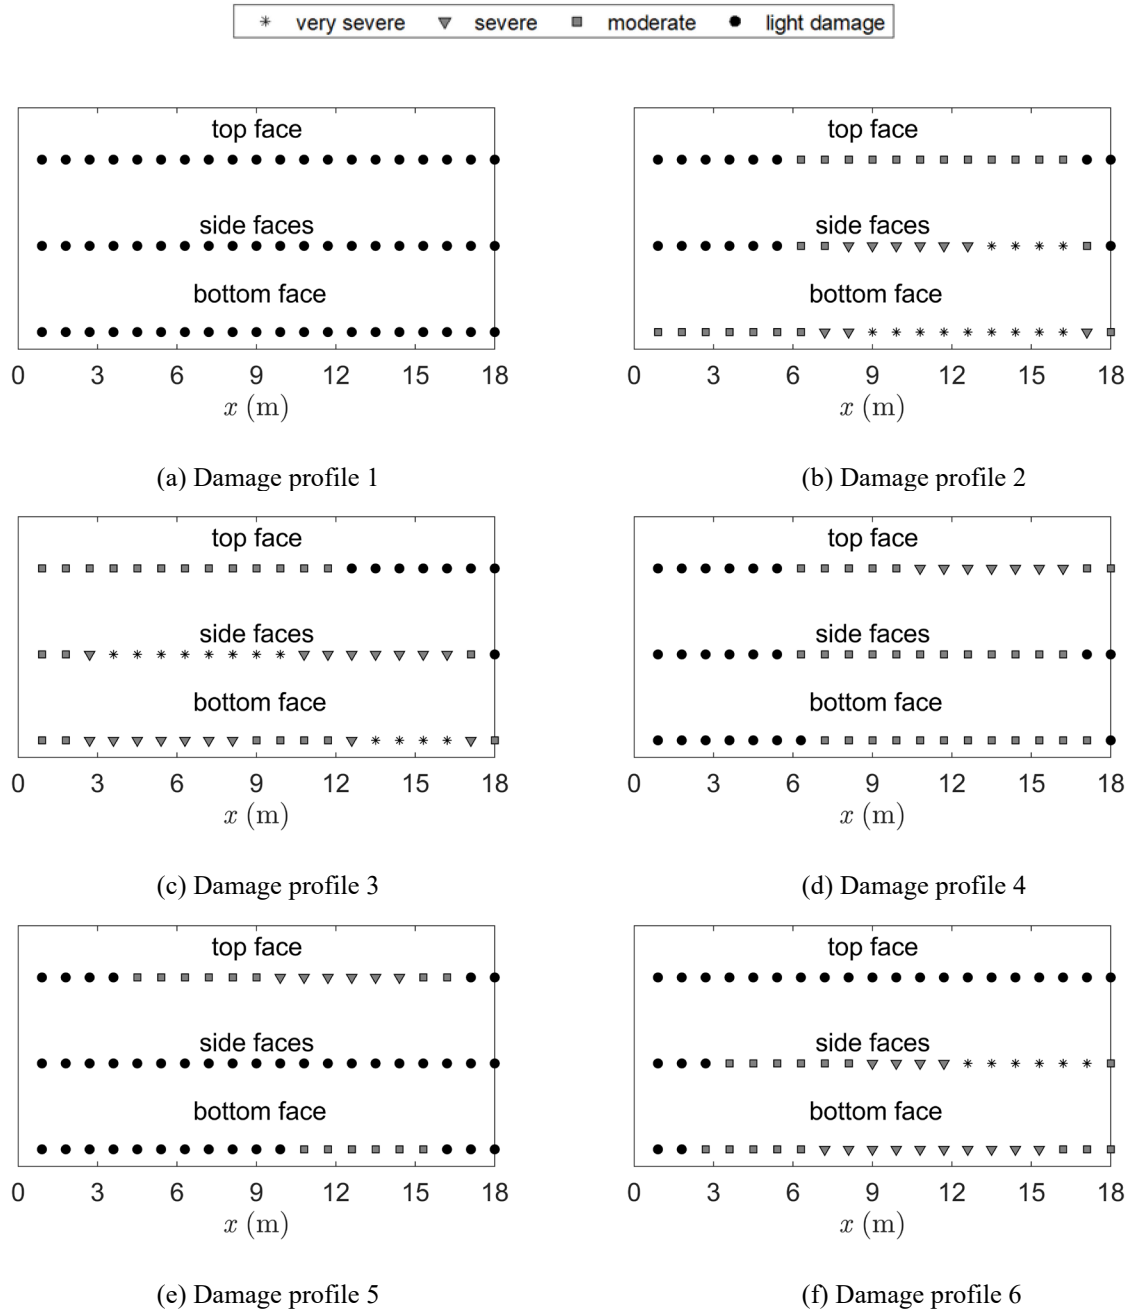 very severe severe moderate light damage
top face
side faces
bottom face
0 3 6 9 12 15 18
x (m)
(a) Damage profile 1
top face
side faces
bottom face
0 3 6 9 12 15 18
x (m)
(b) Damage profile 2
top face
side faces
bottom face
0 3 6 9 12 15 18
x (m)
(c) Damage profile 3
top face
side faces
bottom face
0 3 6 9 12 15 18
x (m)
(d) Damage profile 4
top face
side faces
bottom face
0 3 6 9 12 15 18
x (m)
(e) Damage profile 5
top face
side faces
bottom face
0 3 6 9 12 15 18
x (m)
(f) Damage profile 6